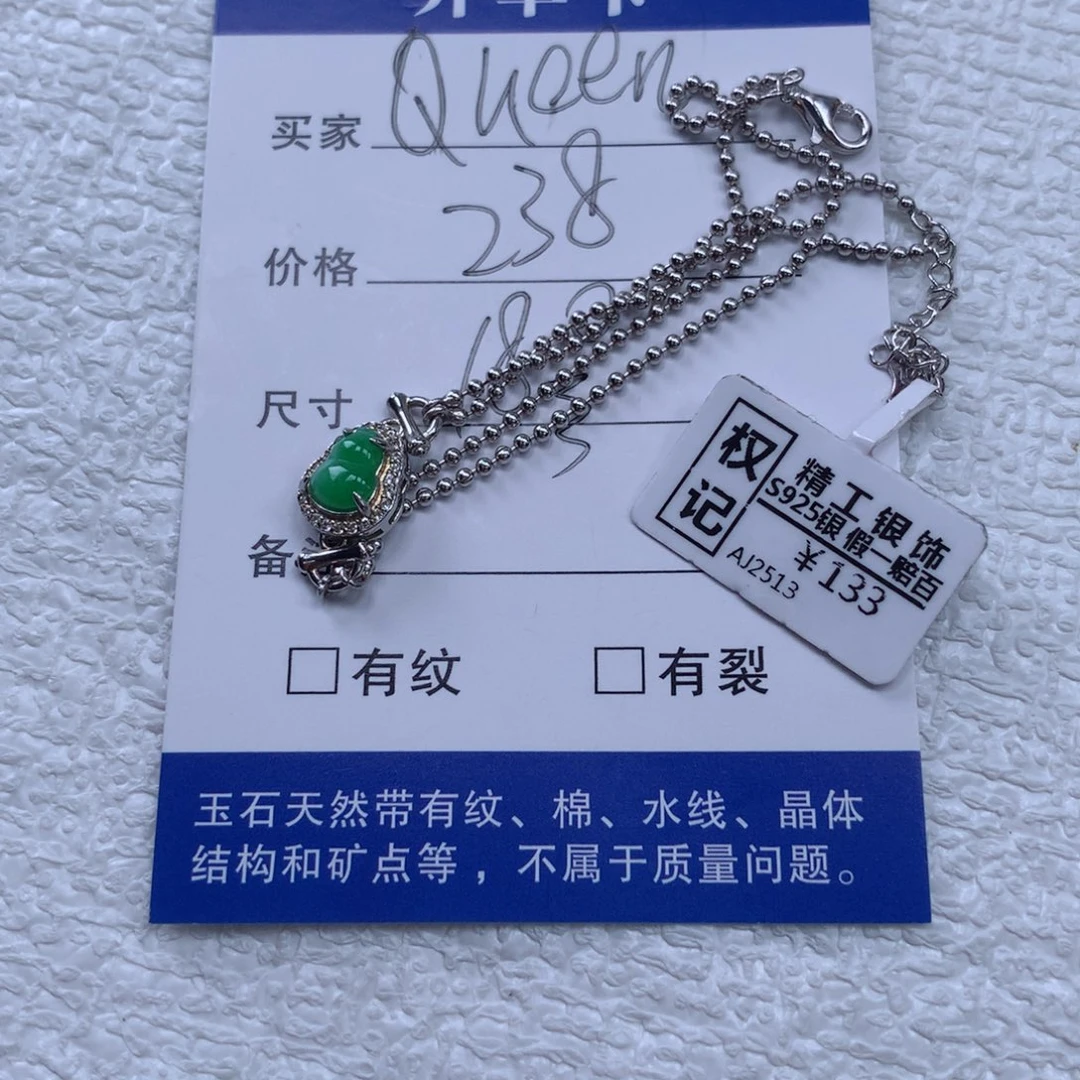 买家 Queen
价格 238
尺寸
备
有纹 有裂
玉石天然带有纹、棉、水线、晶体
结构和矿点等，不属于质量问题。
权记
精工银饰
S925银 假一赔百
￥133
AJ2513